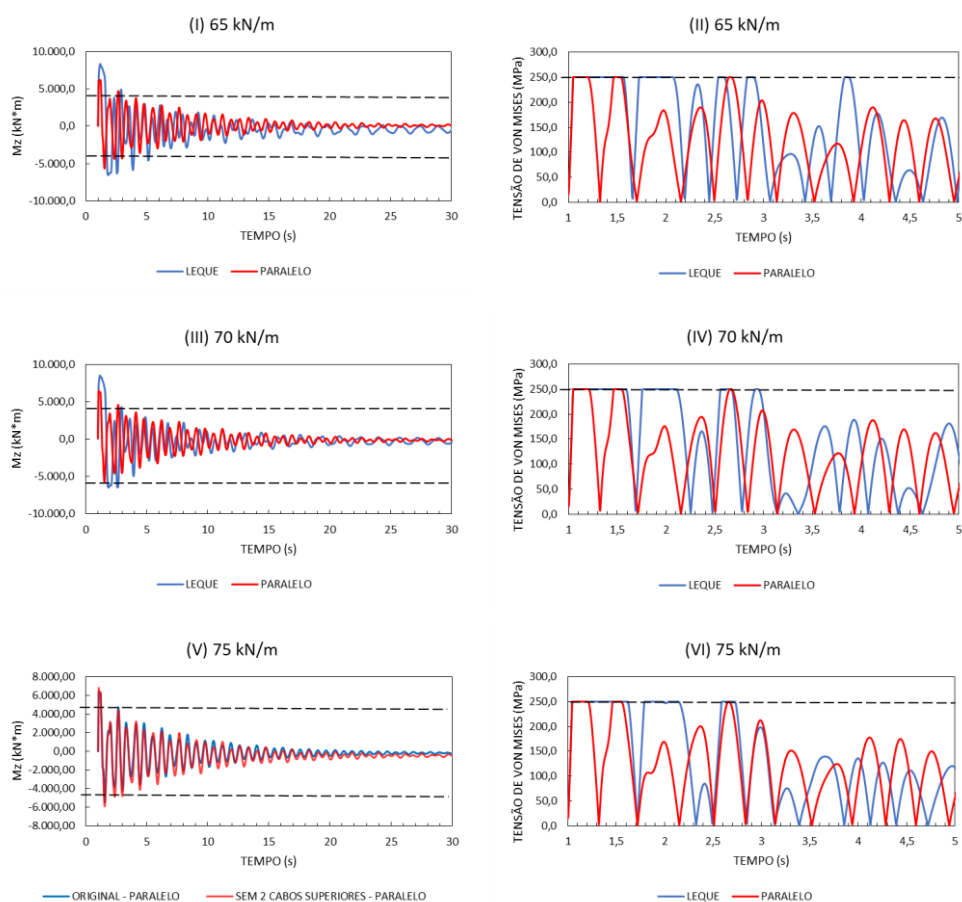 (I) 65 kN/m
10.000,0
5.000,0
0,0
-5.000,0
-10.000,0
Mz (kN*m)
0 5 10 15 20 25 30
TEMPO (s)
LEQUE PARALELO
(II) 65 kN/m
300,0
250,0
200,0
150,0
100,0
50,0
0,0
TENSÃO DE VON MISES (MPa)
1 1,5 2 2,5 3 3,5 4 4,5 5
TEMPO (s)
LEQUE PARALELO
(III) 70 kN/m
10.000,0
5.000,0
0,0
-5.000,0
-10.000,0
Mz (kN*m)
0 5 10 15 20 25 30
TEMPO (s)
LEQUE PARALELO
(IV) 70 kN/m
300,0
250,0
200,0
150,0
100,0
50,0
0,0
TENSÃO DE VON MISES (MPa)
1 1,5 2 2,5 3 3,5 4 4,5 5
TEMPO (s)
LEQUE PARALELO
(V) 75 kN/m
8.000,00
6.000,00
4.000,00
2.000,00
0,00
-2.000,00
-4.000,00
-6.000,00
-8.000,00
Mz (kN*m)
0 5 10 15 20 25 30
TEMPO (s)
ORIGINAL - PARALELO SEM 2 CABOS SUPERIORES - PARALELO
(VI) 75 kN/m
300,0
250,0
200,0
150,0
100,0
50,0
0,0
TENSÃO DE VON MISES (MPa)
1 1,5 2 2,5 3 3,5 4 4,5 5
TEMPO (s)
LEQUE PARALELO